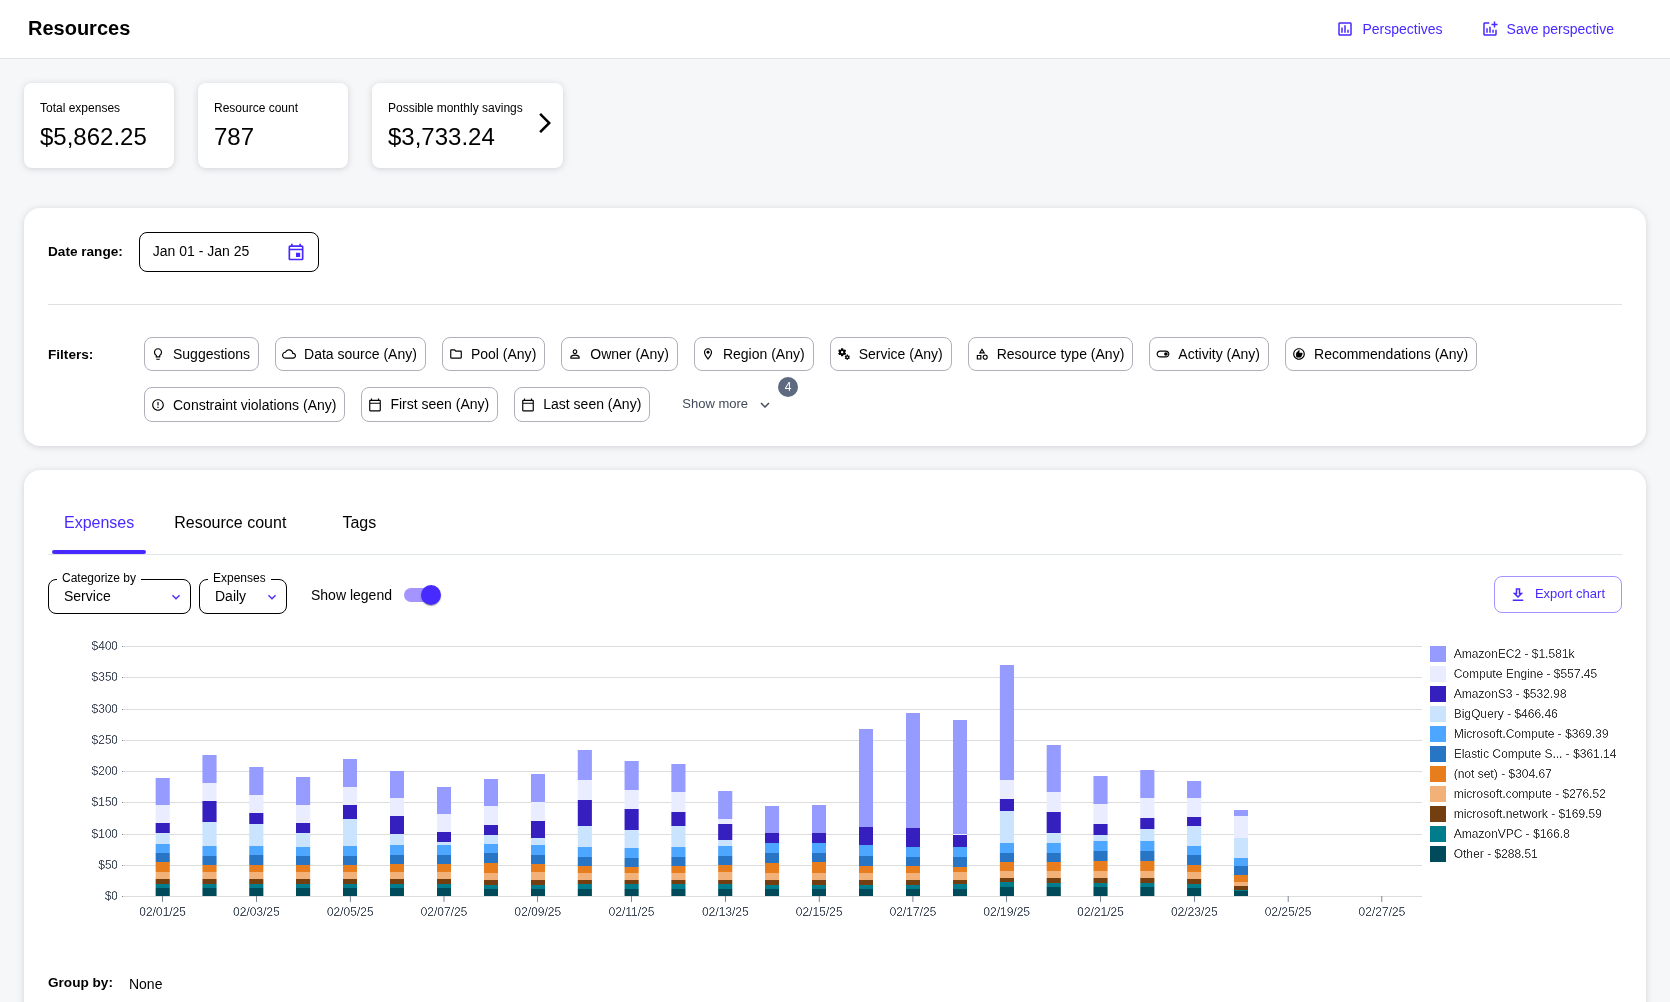 Resources
Perspectives
Save perspective
Total expenses
$5,862.25
Resource count
787
Possible monthly savings
$3,733.24
Date range:
Jan 01 - Jan 25
Filters:
Suggestions
Data source (Any)
Pool (Any)
Owner (Any)
Region (Any)
Service (Any)
Resource type (Any)
Activity (Any)
Recommendations (Any)
Constraint violations (Any)
First seen (Any)
Last seen (Any)
Show more
4
Expenses
Resource count
Tags
Categorize by
Service
Expenses
Daily
Show legend
Export chart
$400
$350
$300
$250
$200
$150
$100
$50
$0
02/01/25
02/03/25
02/05/25
02/07/25
02/09/25
02/11/25
02/13/25
02/15/25
02/17/25
02/19/25
02/21/25
02/23/25
02/25/25
02/27/25
AmazonEC2 - $1.581k
Compute Engine - $557.45
AmazonS3 - $532.98
BigQuery - $466.46
Microsoft.Compute - $369.39
Elastic Compute S... - $361.14
(not set) - $304.67
microsoft.compute - $276.52
microsoft.network - $169.59
AmazonVPC - $166.8
Other - $288.51
Group by:
None